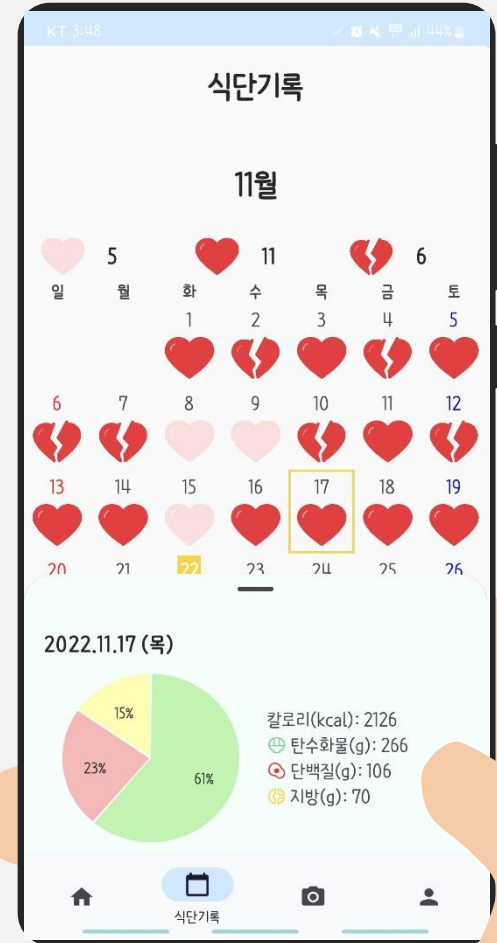 KT 3:48 44%
식단기록
11월
5 11 6
일 월 화 수 목 금 토
1 2 3 4 5
6 7 8 9 10 11 12
13 14 15 16 17 18 19
20 21 22 23 24 25 26
2022.11.17 (목)
15%
23%
61%
칼로리(kcal): 2126
탄수화물(g): 266
단백질(g): 106
지방(g): 70
식단기록